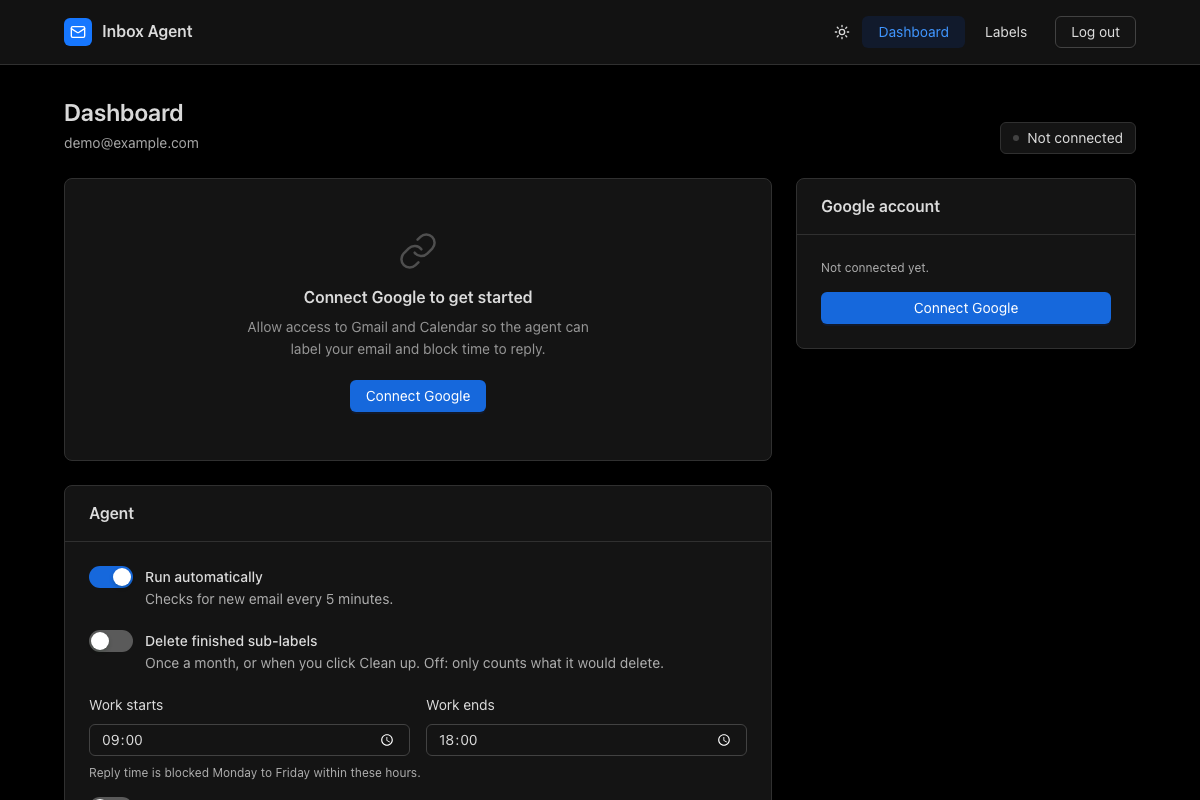 Inbox Agent
Dashboard
Labels
Log out
Dashboard
demo@example.com
Not connected
Connect Google to get started
Allow access to Gmail and Calendar so the agent can
label your email and block time to reply.
Connect Google
Google account
Not connected yet.
Connect Google
Agent
Run automatically
Checks for new email every 5 minutes.
Delete finished sub-labels
Once a month, or when you click Clean up. Off: only counts what it would delete.
Work starts
Work ends
09:00
18:00
Reply time is blocked Monday to Friday within these hours.